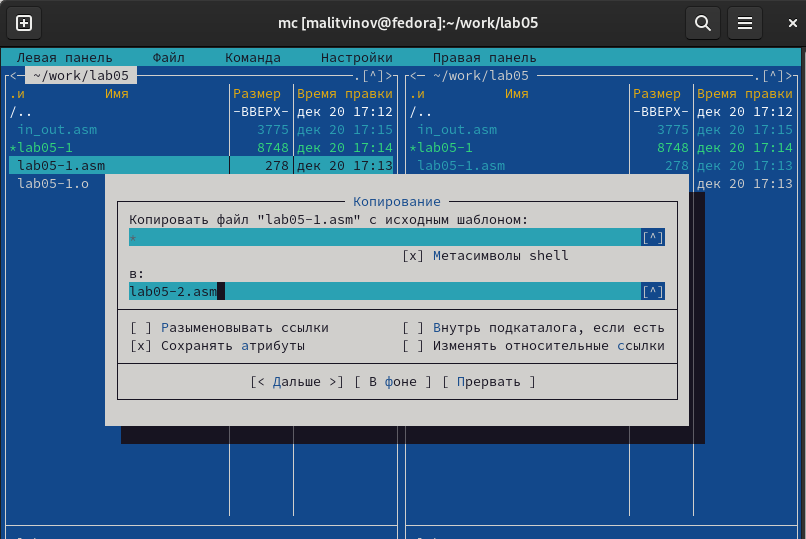 mc [malitvinov@fedora]:~/work/lab05
Левая панель Файл Команда Настройки Правая панель
<— ~/work/lab05 .[^]> <— ~/work/lab05 .[^]>
.и Имя Размер Время правки .и Имя Размер Время правки
/.. -ВВЕРХ- дек 20 17:12 /.. -ВВЕРХ- дек 20 17:12
in_out.asm 3775 дек 20 17:15 in_out.asm 3775 дек 20 17:15
*lab05-1 8748 дек 20 17:14 *lab05-1 8748 дек 20 17:14
lab05-1.asm 278 дек 20 17:13 lab05-1.asm 278 дек 20 17:13
lab05-1.o дек 20 17:13
Копирование
Копировать файл "lab05-1.asm" с исходным шаблоном:
* [^]
[x] Метасимволы shell
в:
lab05-2.asm [^]
[ ] Разыменовывать ссылки [ ] Внутрь подкаталога, если есть
[x] Сохранять атрибуты [ ] Изменять относительные ссылки
[< Дальше >] [ В фоне ] [ Прервать ]